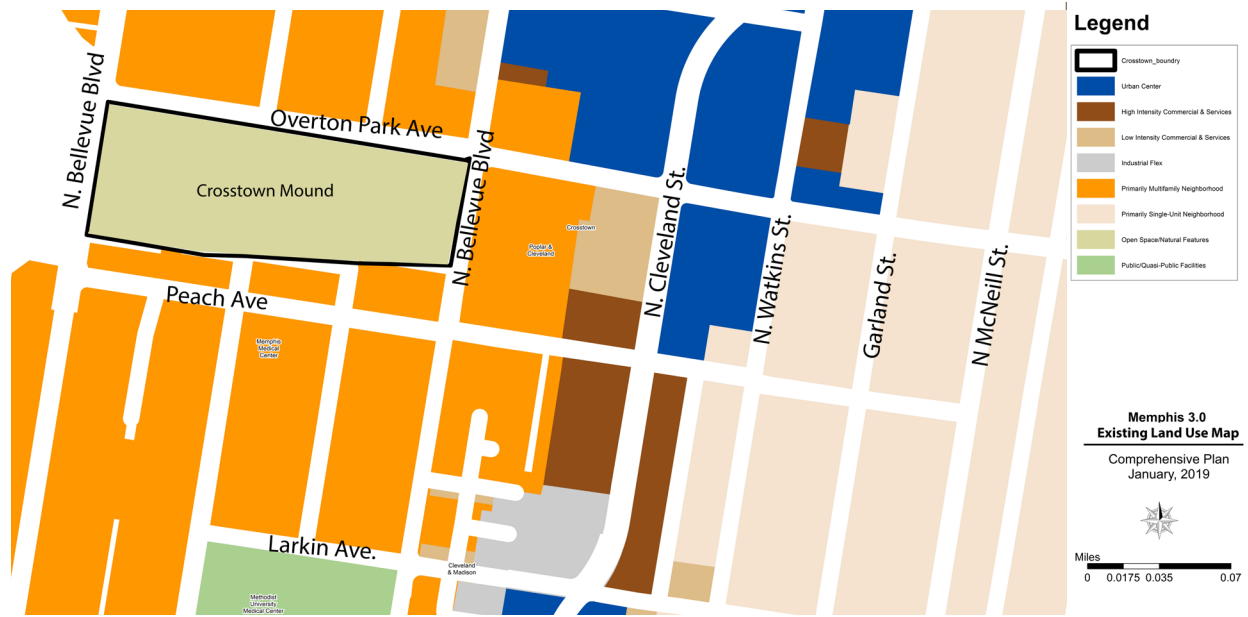 N. Bellevue Blvd
Overton Park Ave
Crosstown Mound
N. Bellevue Blvd
Crosstown
Poplar &
Cleveland
N. Cleveland St.
N. Watkins St.
Garland St.
N McNeill St.
Peach Ave
Memphis
Medical
Center
Larkin Ave.
Cleveland
& Madison
Methodist
University
Medical Center
Legend
Crosstown_boundry
Urban Center
High Intensity Commercial & Services
Low Intensity Commercial & Services
Industrial Flex
Primarily Multifamily Neighborhood
Primarily Single-Unit Neighborhood
Open Space/Natural Features
Public/Quasi-Public Facilities
Memphis 3.0
Existing Land Use Map
Comprehensive Plan
January, 2019
Miles
0 0.0175 0.035 0.07